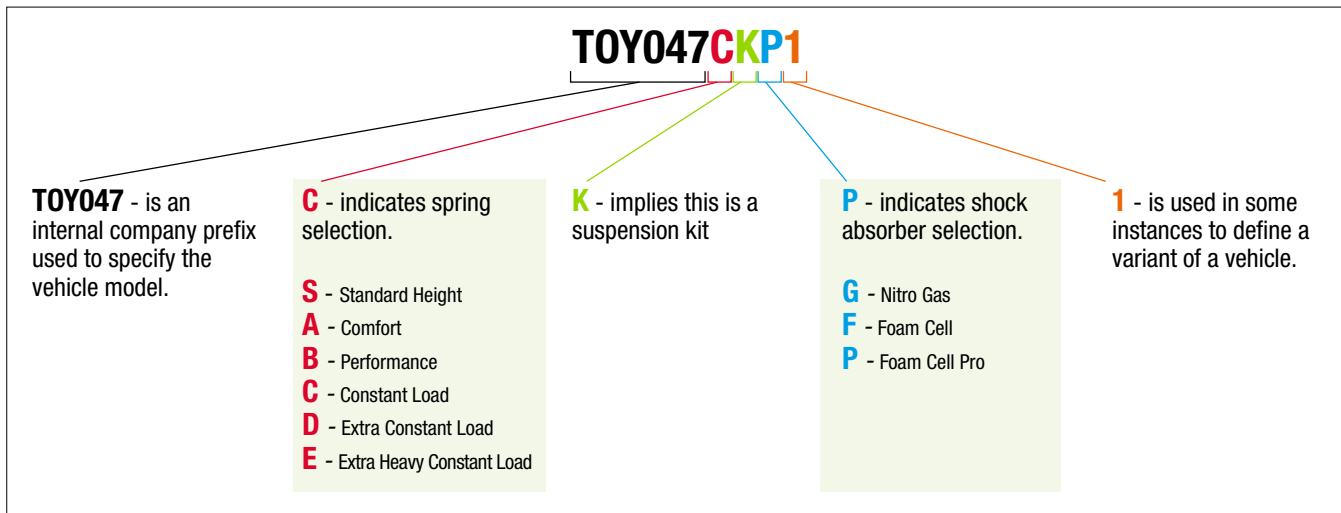 TOY047CKP1
TOY047 - is an
internal company prefix
used to specify the
vehicle model.
C - indicates spring
selection.
S - Standard Height
A - Comfort
B - Performance
C - Constant Load
D - Extra Constant Load
E - Extra Heavy Constant Load
K - implies this is a
suspension kit
P - indicates shock
absorber selection.
G - Nitro Gas
F - Foam Cell
P - Foam Cell Pro
1 - is used in some
instances to define a
variant of a vehicle.